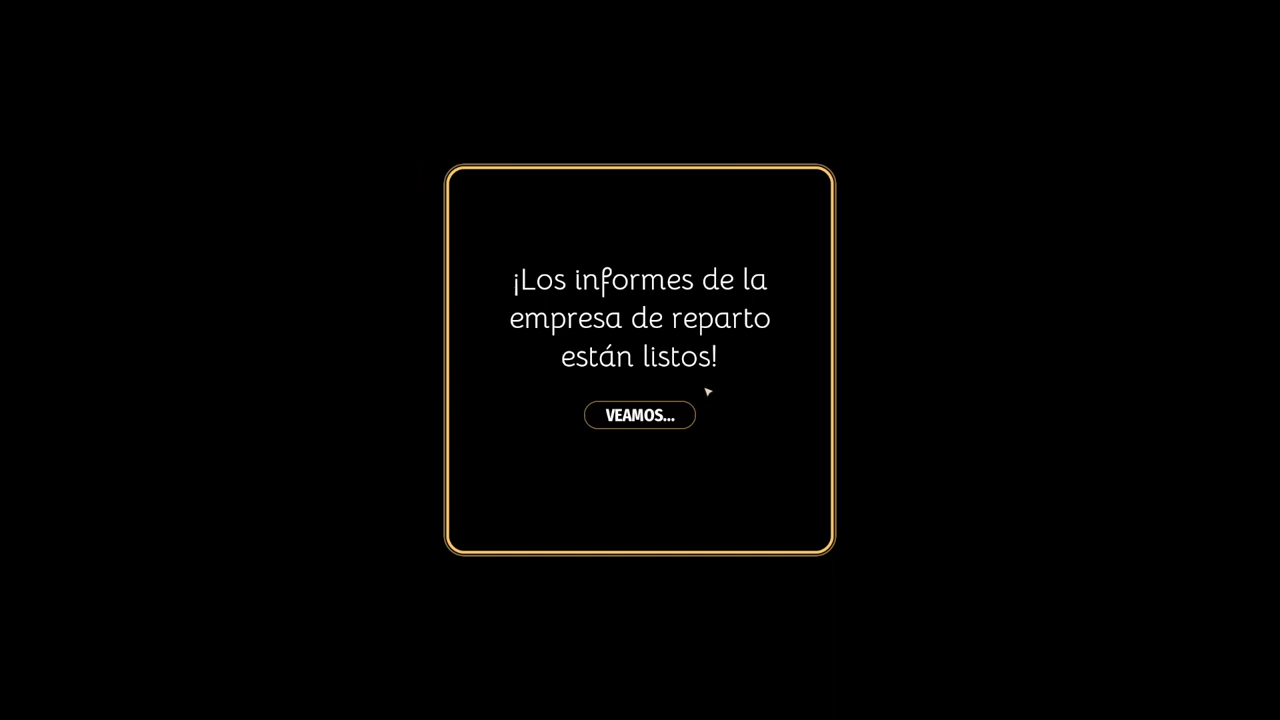 ¡Los informes de la
empresa de reparto
están listos!
VEAMOS...